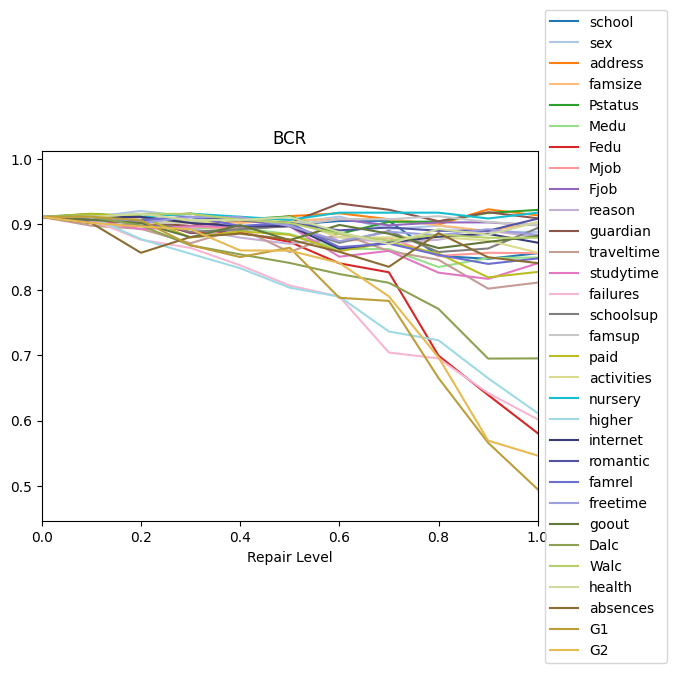 BCR
1.0
0.9
0.8
0.7
0.6
0.5
0.0
0.2
0.4
0.6
0.8
1.0
Repair Level
school
sex
address
famsize
Pstatus
Medu
Fedu
Mjob
Fjob
reason
guardian
traveltime
studytime
failures
schoolsup
famsup
paid
activities
nursery
higher
internet
romantic
famrel
freetime
goout
Dalc
Walc
health
absences
G1
G2